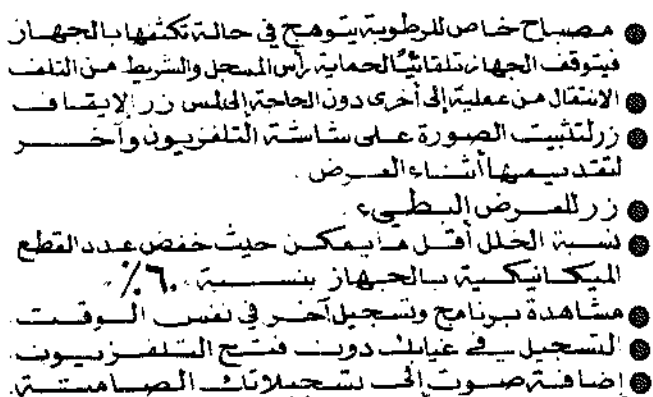 ● مصباح خاص للرطوبة يتوهج في حالة تكثفها بالجهاز
فيتوقف الجهاز تلقائيًا لحماية رأس المسجل والشريط من التلف
● الانتقال من عملية إلى أخرى دون الحاجة إلى لمس زر الإيقاف
● زر لتثبيت الصورة على شاشة التلفزيون وآخر
لتقديمها أثناء العرض .
● زر للعرض البطيء .
● نسبة الخلل أقل ما يمكن حيث خفض عدد القطع
الميكانيكية بالجهاز بنسبة ٦٠٪ .
● مشاهدة برنامج وتسجيل آخر في نفس الوقت .
● التسجيل في غيابك دون فتح التلفزيون .
● إضافة صوت إلى تسجيلاتك الصامتة .